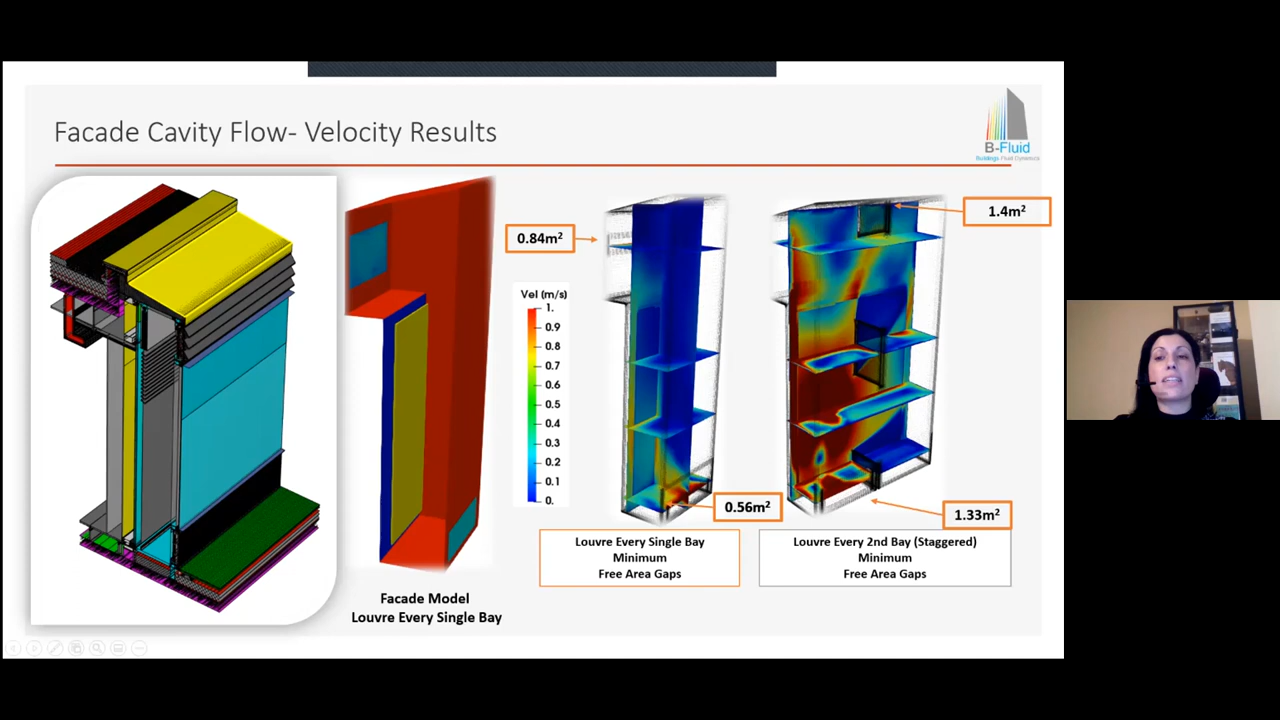 Facade Cavity Flow- Velocity Results
B-Fluid
Buildings Fluid Dynamics
0.84m²
1.4m²
Vel (m/s)
1.
0.9
0.8
0.7
0.6
0.5
0.4
0.3
0.2
0.1
0.
0.56m²
1.33m²
Louvre Every Single Bay
Minimum
Free Area Gaps
Louvre Every 2nd Bay (Staggered)
Minimum
Free Area Gaps
Facade Model
Louvre Every Single Bay